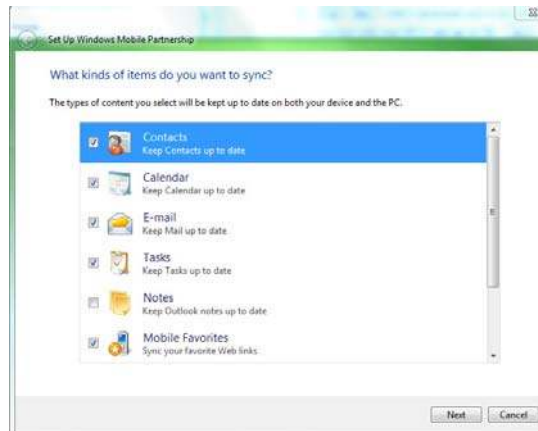 Set Up Windows Mobile Partnership
What kinds of items do you want to sync?
The types of content you select will be kept up to date on both your device and the PC.
Contacts
Keep Contacts up to date
Calendar
Keep Calendar up to date
E-mail
Keep Mail up to date
Tasks
Keep Tasks up to date
Notes
Keep Outlook notes up to date
Mobile Favorites
Sync your favorite Web links.
Next Cancel